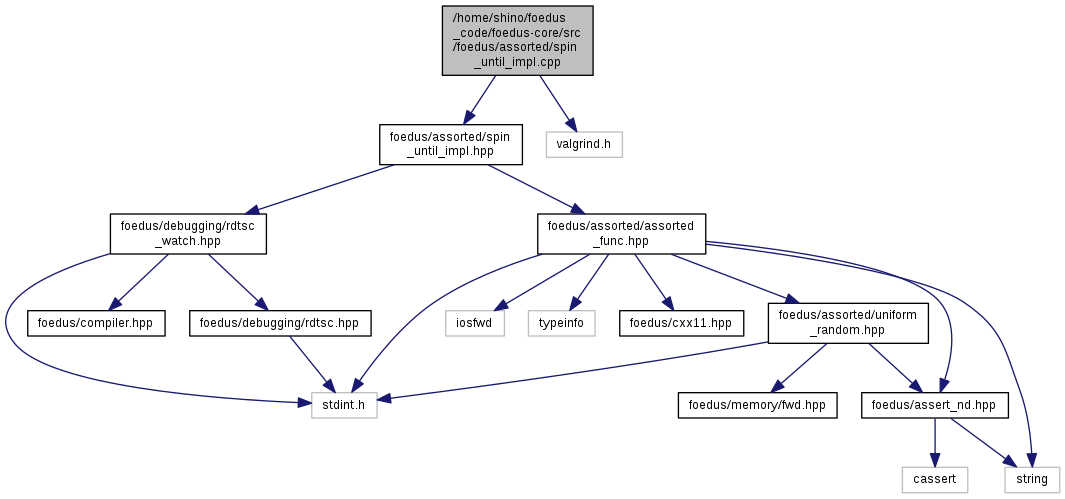 /home/shino/foedus
_code/foedus-core/src
/foedus/assorted/spin
_until_impl.cpp
foedus/assorted/spin
_until_impl.hpp
valgrind.h
foedus/debugging/rdtsc
_watch.hpp
foedus/assorted/assorted
_func.hpp
foedus/compiler.hpp
foedus/debugging/rdtsc.hpp
iosfwd
typeinfo
foedus/cxx11.hpp
foedus/assorted/uniform
_random.hpp
stdint.h
foedus/memory/fwd.hpp
foedus/assert_nd.hpp
cassert
string